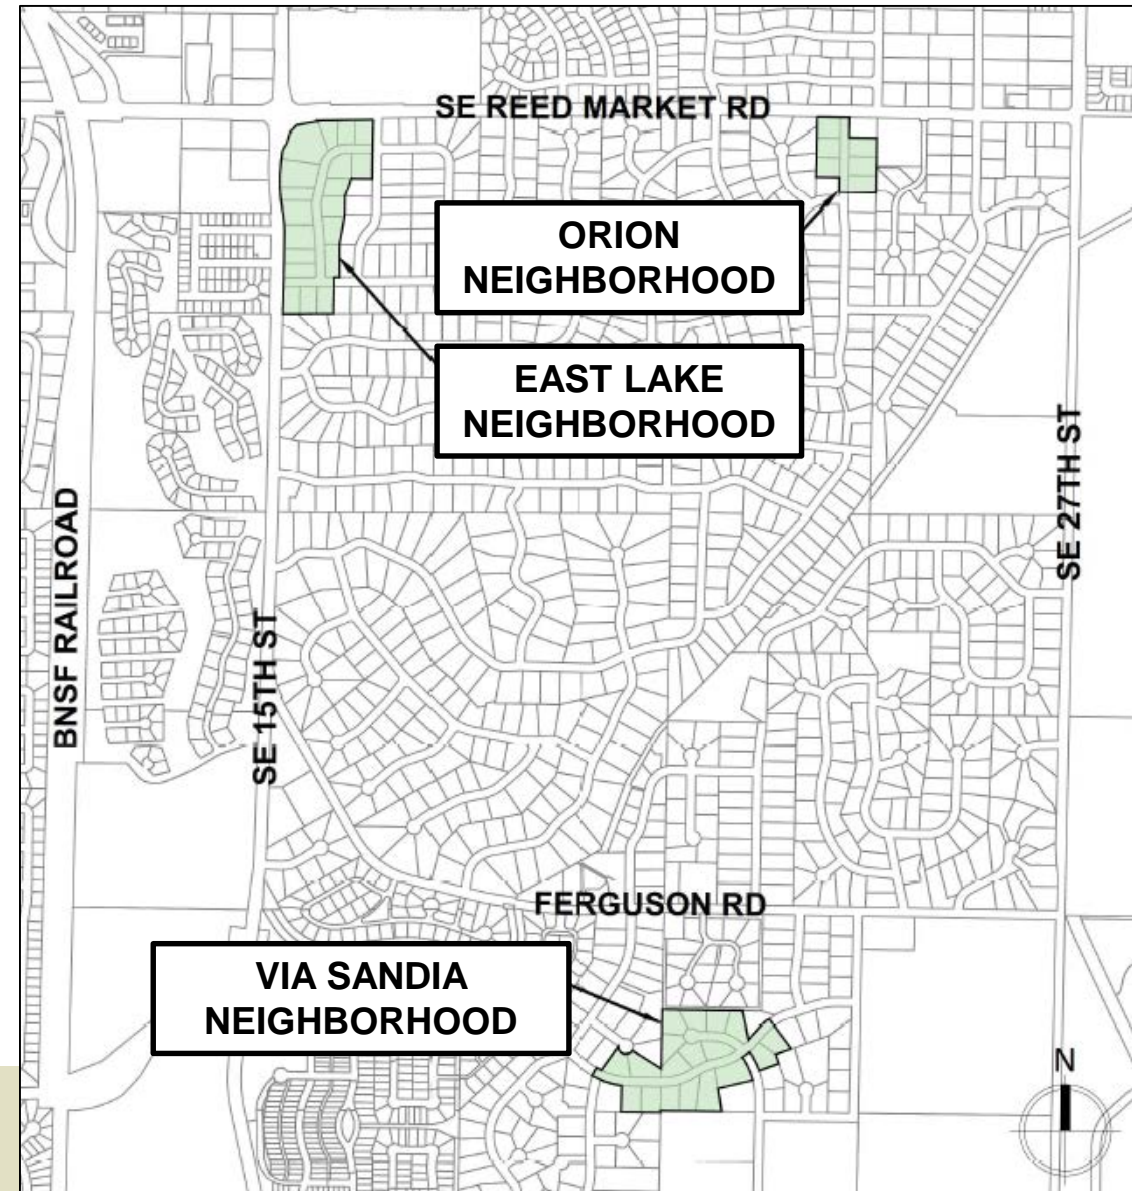 SE REED MARKET RD
ORION
NEIGHBORHOOD
EAST LAKE
NEIGHBORHOOD
SE 27TH ST
BNSF RAILROAD
SE 15TH ST
FERGUSON RD
VIA SANDIA
NEIGHBORHOOD
N